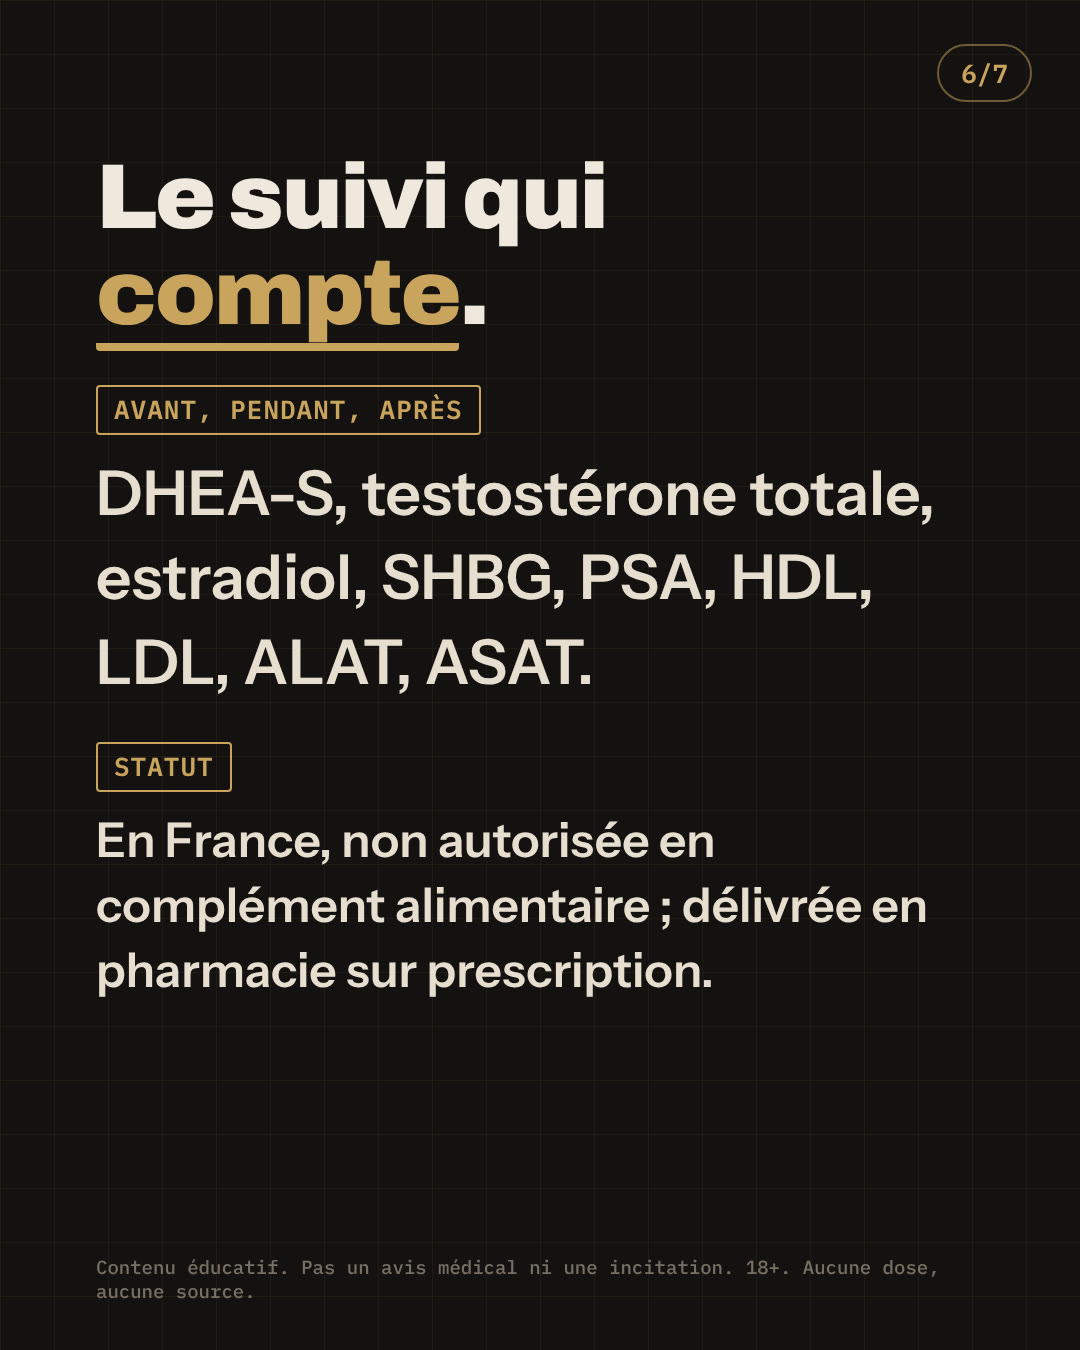 6/7
Le suivi qui
compte.
AVANT, PENDANT, APRÈS
DHEA-S, testostérone totale,
estradiol, SHBG, PSA, HDL,
LDL, ALAT, ASAT.
STATUT
En France, non autorisée en
complément alimentaire ; délivrée en
pharmacie sur prescription.
Contenu éducatif. Pas un avis médical ni une incitation. 18+. Aucune dose,
aucune source.